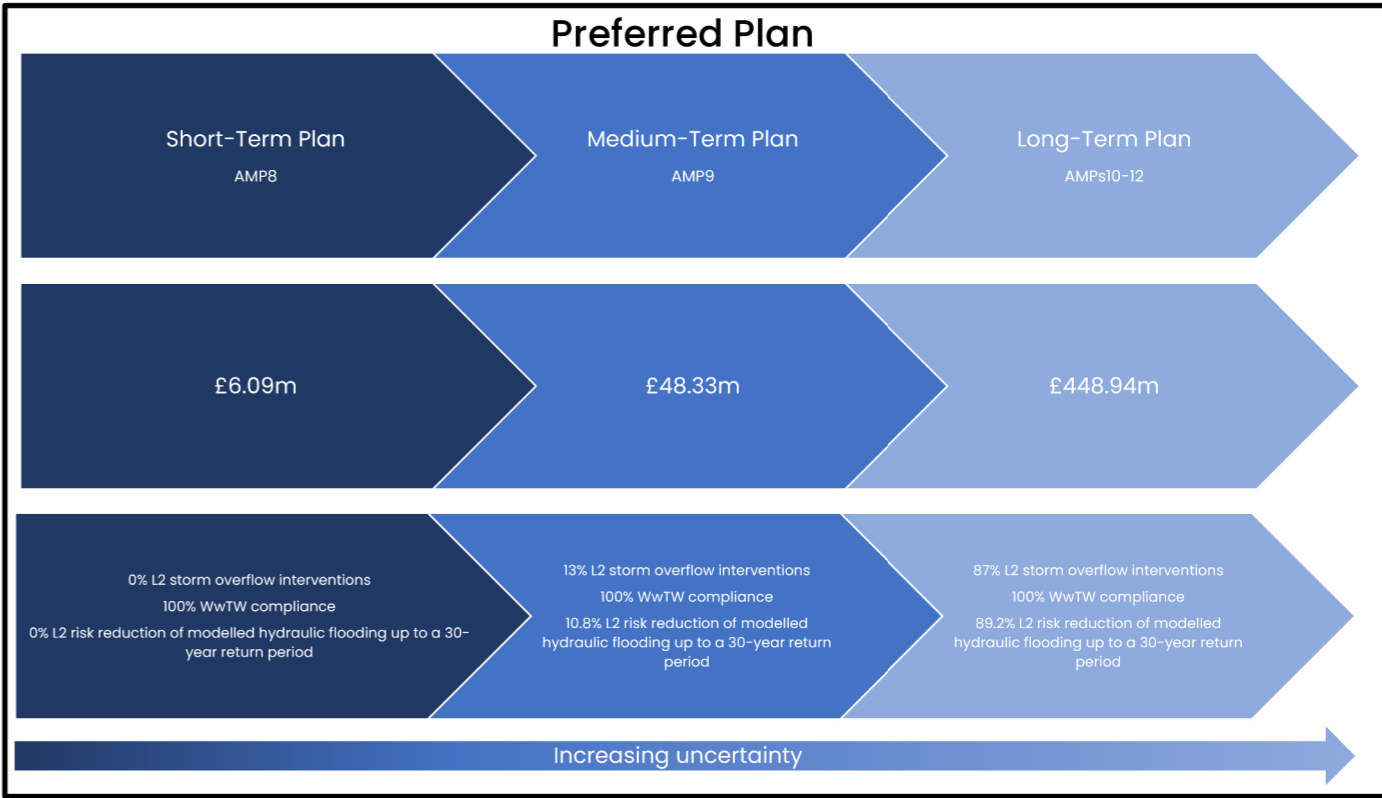 Preferred Plan
Short-Term Plan
AMP8
Medium-Term Plan
AMP9
Long-Term Plan
AMPs10-12
£6.09m
£48.33m
£448.94m
0% L2 storm overflow interventions
100% WwTW compliance
0% L2 risk reduction of modelled hydraulic flooding up to a 30-
year return period
13% L2 storm overflow interventions
100% WwTW compliance
10.8% L2 risk reduction of modelled
hydraulic flooding up to a 30-year return
period
87% L2 storm overflow interventions
100% WwTW compliance
89.2% L2 risk reduction of modelled
hydraulic flooding up to a 30-year return
period
Increasing uncertainty